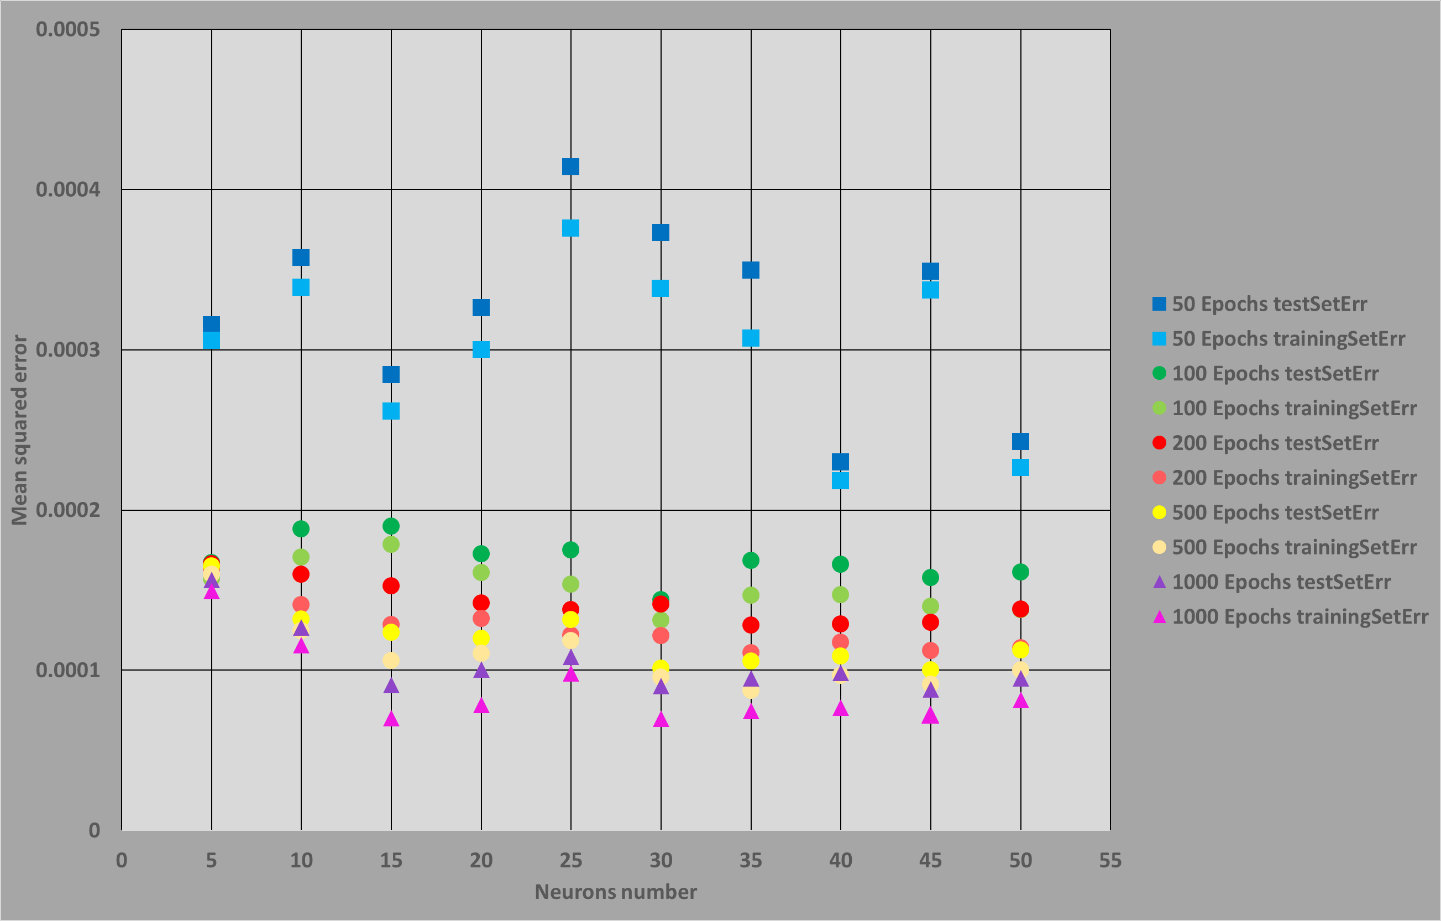 0.0005
0.0004
0.0003
0.0002
0.0001
0
Mean squared error
0 5 10 15 20 25 30 35 40 45 50 55
Neurons number
50 Epochs testSetErr
50 Epochs trainingSetErr
100 Epochs testSetErr
100 Epochs trainingSetErr
200 Epochs testSetErr
200 Epochs trainingSetErr
500 Epochs testSetErr
500 Epochs trainingSetErr
1000 Epochs testSetErr
1000 Epochs trainingSetErr